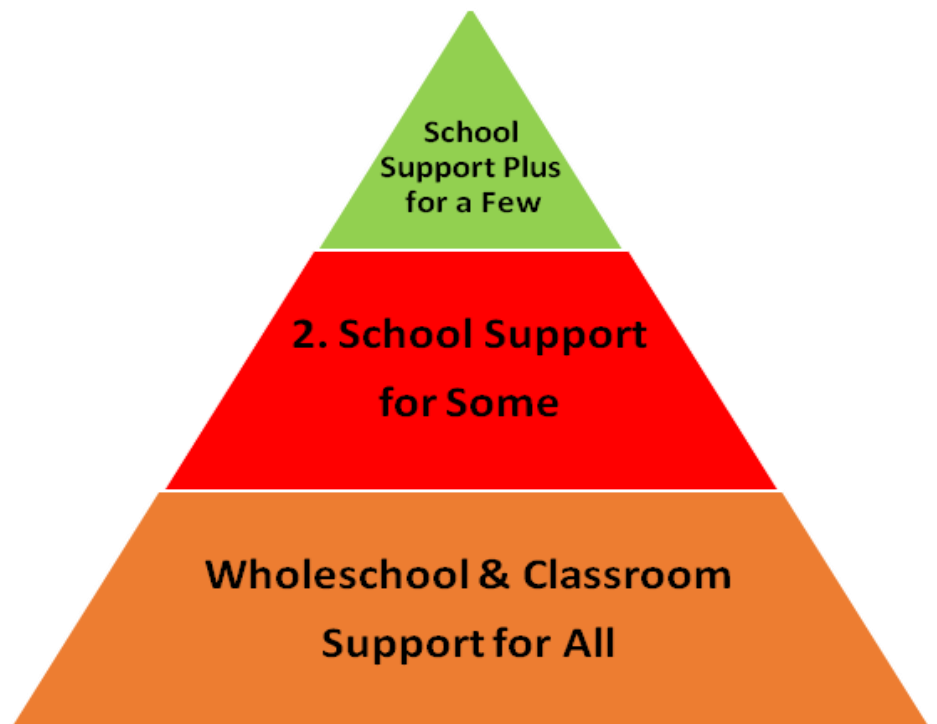 School
Support Plus
for a Few
2. School Support
for Some
Wholeschool & Classroom
Support for All